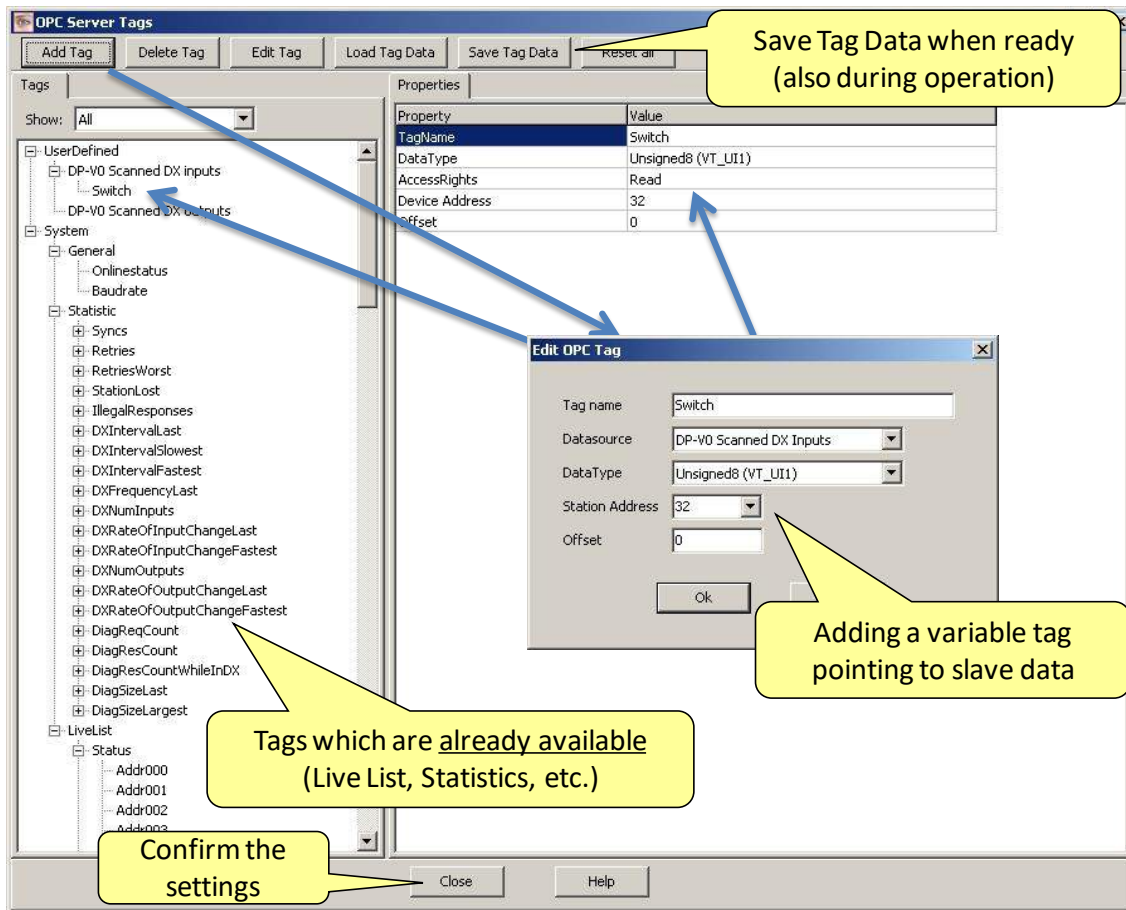 OPC Server Tags
Add Tag Delete Tag Edit Tag Load Tag Data Save Tag Data Reset all
Save Tag Data when ready
(also during operation)
Tags
Show: All
UserDefined
DP-V0 Scanned DX inputs
Switch
DP-V0 Scanned DX outputs
System
General
Onlinestatus
Baudrate
Statistic
Syncs
Retries
RetriesWorst
StationLost
IllegalResponses
DXIntervalLast
DXIntervalSlowest
DXIntervalFastest
DXFrequencyLast
DXNumInputs
DXRateOfInputChangeLast
DXRateOfInputChangeFastest
DXNumOutputs
DXRateOfOutputChangeLast
DXRateOfOutputChangeFastest
DiagReqCount
DiagResCount
DiagResCountWhileInDX
DiagSizeLast
DiagSizeLargest
LiveList
Status
Addr000
Addr001
Addr002
Addr003
Properties
Property Value
TagName Switch
DataType Unsigned8 (VT_UI1)
AccessRights Read
Device Address 32
Offset 0
Edit OPC Tag
Tag name Switch
Datasource DP-V0 Scanned DX Inputs
DataType Unsigned8 (VT_UI1)
Station Address 32
Offset 0
Ok
Adding a variable tag
pointing to slave data
Tags which are already available
(Live List, Statistics, etc.)
Confirm the
settings
Close Help